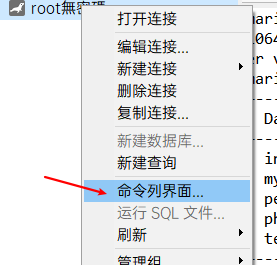 root無密碼
打开连接
编辑连接...
新建连接
删除连接
复制连接...
新建数据库...
新建查询
命令列界面...
运行 SQL 文件...
刷新
管理组
uari
064
er v
uari
Da
in
my
pe
ph
te